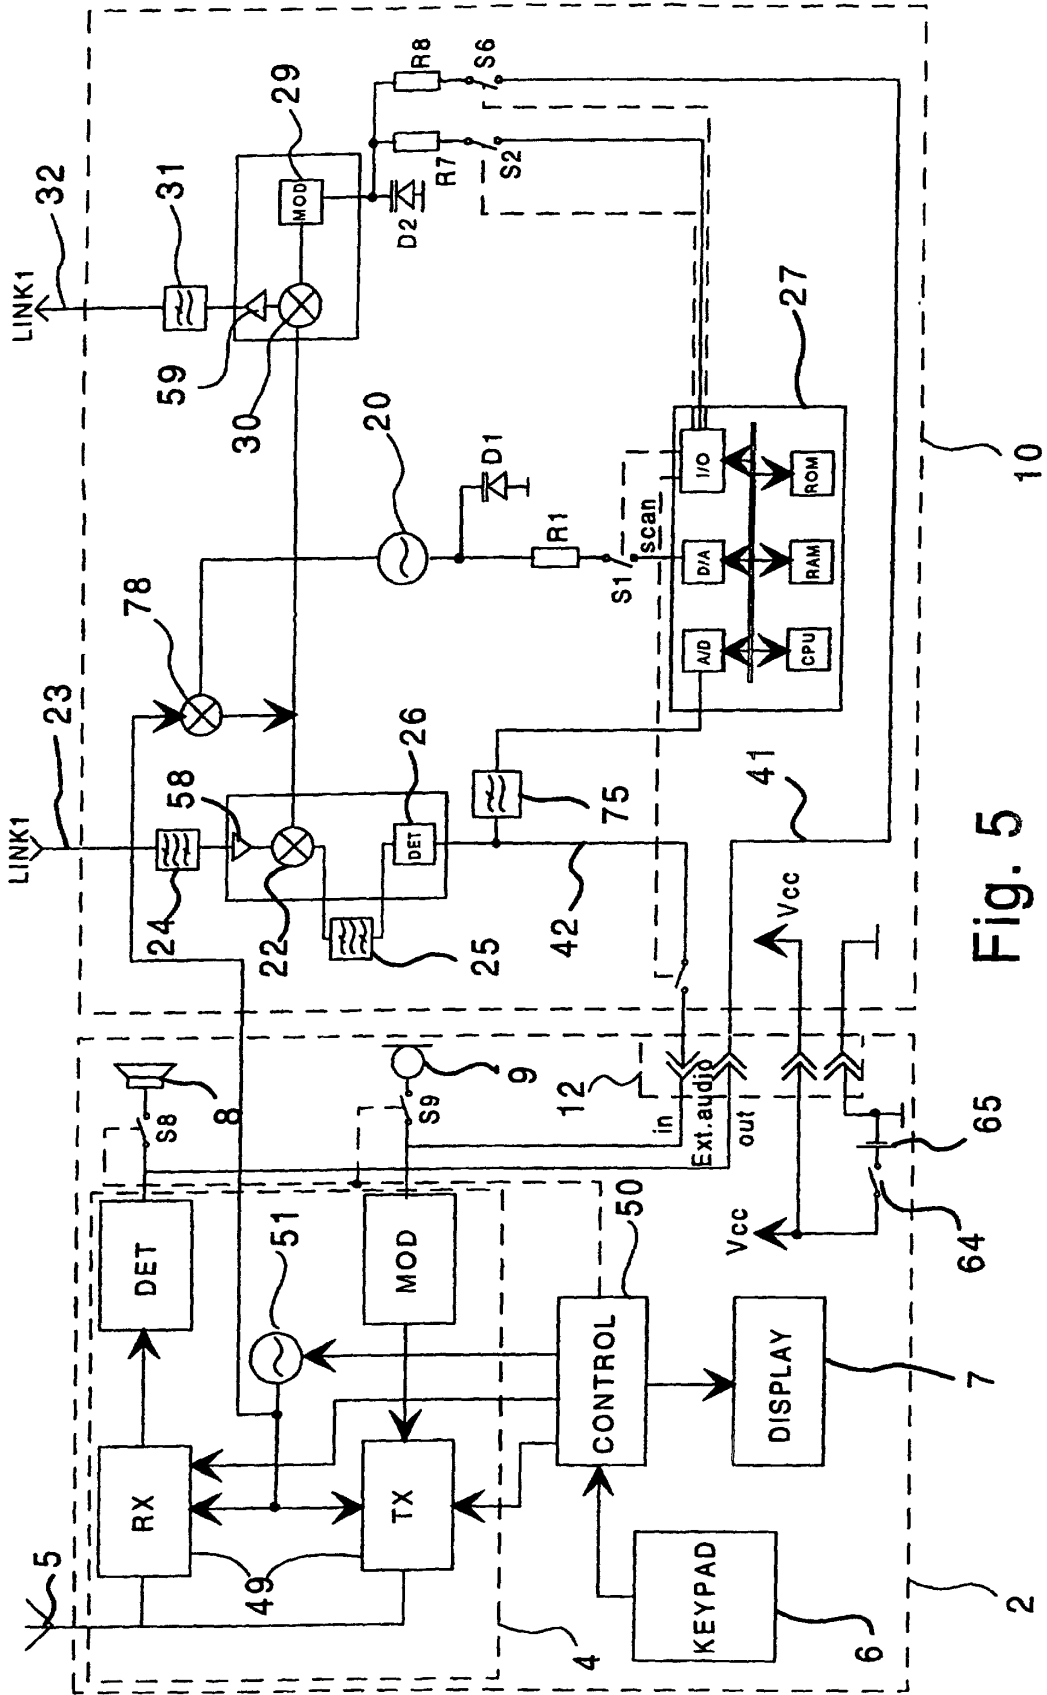 5
49
4
RX
DET
S8
8
51
TX
MOD
S9
9
CONTROL
50
KEYPAD
6
DISPLAY
7
2
12
in
Ext.audio
out
Vcc
64
65
LINK1
23
24
58
22
25
DET
26
42
75
41
Vcc
78
20
D1
R1
S1
scan
A/D
D/A
I/O
CPU
RAM
ROM
27
LINK1
32
31
59
30
MOD
29
D2
R7
R8
S2
S6
10
Fig. 5